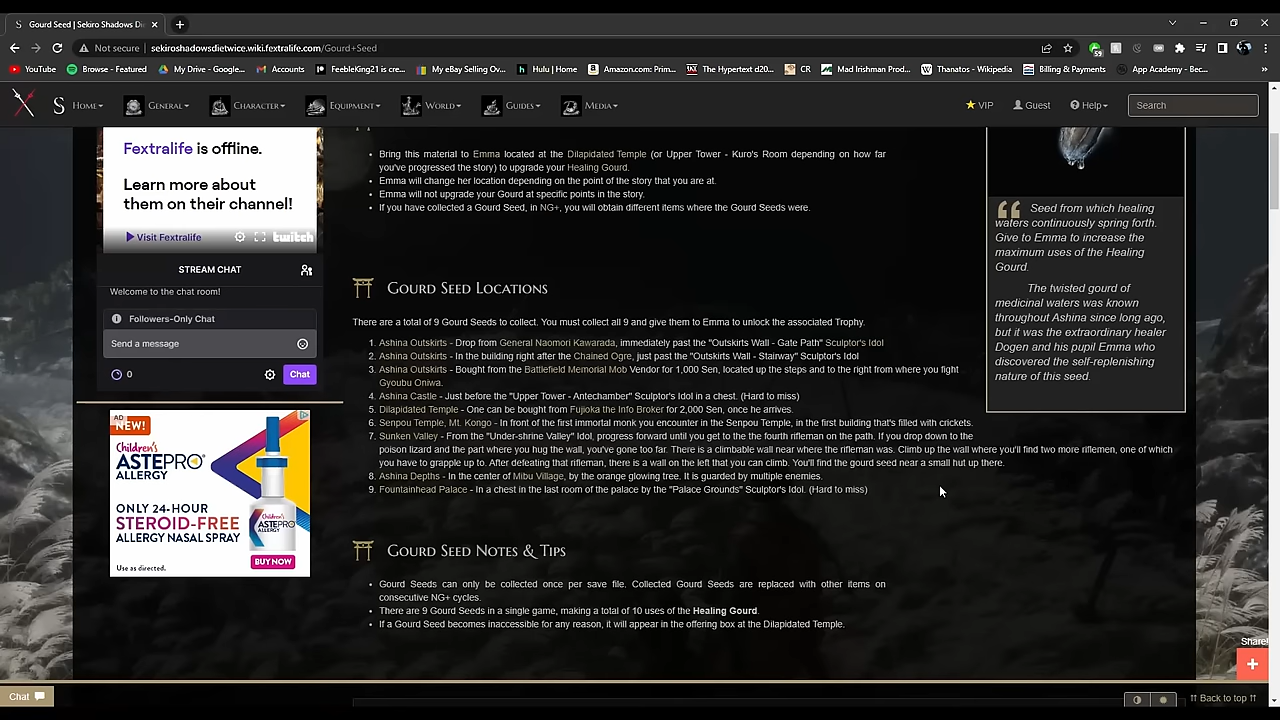 Gourd Seed | Sekiro Shadows Di
Not secure | sekiroshadowsdietwice.wiki.fextralife.com/Gourd+Seed
59
YouTube Browse - Featured My Drive - Google... Accounts FeebleKing21 is cre... My eBay Selling Ov... Hulu | Home Amazon.com: Prim... The Hypertext d20... CR Mad Irishman Prod... Thanatos - Wikipedia Billing & Payments App Academy - Bec... »
S Home General Character Equipment World Guides Media VIP Guest Help Search
Fextralife is offline.
Learn more about
them on their channel!
Visit Fextralife twitch
STREAM CHAT
Welcome to the chat room!
Followers-Only Chat
Send a message
0 Chat
AD
NEW!
Children's
ASTEPRO
ALLERGY
ONLY 24-HOUR
STEROID-FREE
ALLERGY NASAL SPRAY
Use as directed.
Children's
ASTEPRO
ALLERGY
BUY NOW
Bring this material to Emma located at the Dilapidated Temple (or Upper Tower - Kuro's Room depending on how far
you've progressed the story) to upgrade your Healing Gourd.
Emma will change her location depending on the point of the story that you are at.
Emma will not upgrade your Gourd at specific points in the story.
If you have collected a Gourd Seed, in NG+, you will obtain different items where the Gourd Seeds were.
Gourd Seed Locations
There are a total of 9 Gourd Seeds to collect. You must collect all 9 and give them to Emma to unlock the associated Trophy.
1. Ashina Outskirts - Drop from General Naomori Kawarada, immediately past the "Outskirts Wall - Gate Path" Sculptor's Idol
2. Ashina Outskirts - In the building right after the Chained Ogre, just past the "Outskirts Wall - Stairway" Sculptor's Idol
3. Ashina Outskirts - Bought from the Battlefield Memorial Mob Vendor for 1,000 Sen, located up the steps and to the right from where you fight
Gyoubu Oniwa.
4. Ashina Castle - Just before the "Upper Tower - Antechamber" Sculptor's Idol in a chest. (Hard to miss)
5. Dilapidated Temple - One can be bought from Fujioka the Info Broker for 2,000 Sen, once he arrives.
6. Senpou Temple, Mt. Kongo - In front of the first immortal monk you encounter in the Senpou Temple, in the first building that's filled with crickets.
7. Sunken Valley - From the "Under-shrine Valley" Idol, progress forward until you get to the the fourth rifleman on the path. If you drop down to the
poison lizard and the part where you hug the wall, you've gone too far. There is a climbable wall near where the rifleman was. Climb up the wall where you'll find two more riflemen, one of which
you have to grapple up to. After defeating that rifleman, there is a wall on the left that you can climb. You'll find the gourd seed near a small hut up there.
8. Ashina Depths - In the center of Mibu Village, by the orange glowing tree. It is guarded by multiple enemies.
9. Fountainhead Palace - In a chest in the last room of the palace by the "Palace Grounds" Sculptor's Idol. (Hard to miss)
Gourd Seed Notes & Tips
Gourd Seeds can only be collected once per save file. Collected Gourd Seeds are replaced with other items on
consecutive NG+ cycles.
There are 9 Gourd Seeds in a single game, making a total of 10 uses of the Healing Gourd.
If a Gourd Seed becomes inaccessible for any reason, it will appear in the offering box at the Dilapidated Temple.
Seed from which healing
waters continuously spring forth.
Give to Emma to increase the
maximum uses of the Healing
Gourd.
The twisted gourd of
medicinal waters was known
throughout Ashina since long ago,
but it was the extraordinary healer
Dogen and his pupil Emma who
discovered the self-replenishing
nature of this seed.
Share!
+
Chat
Back to top